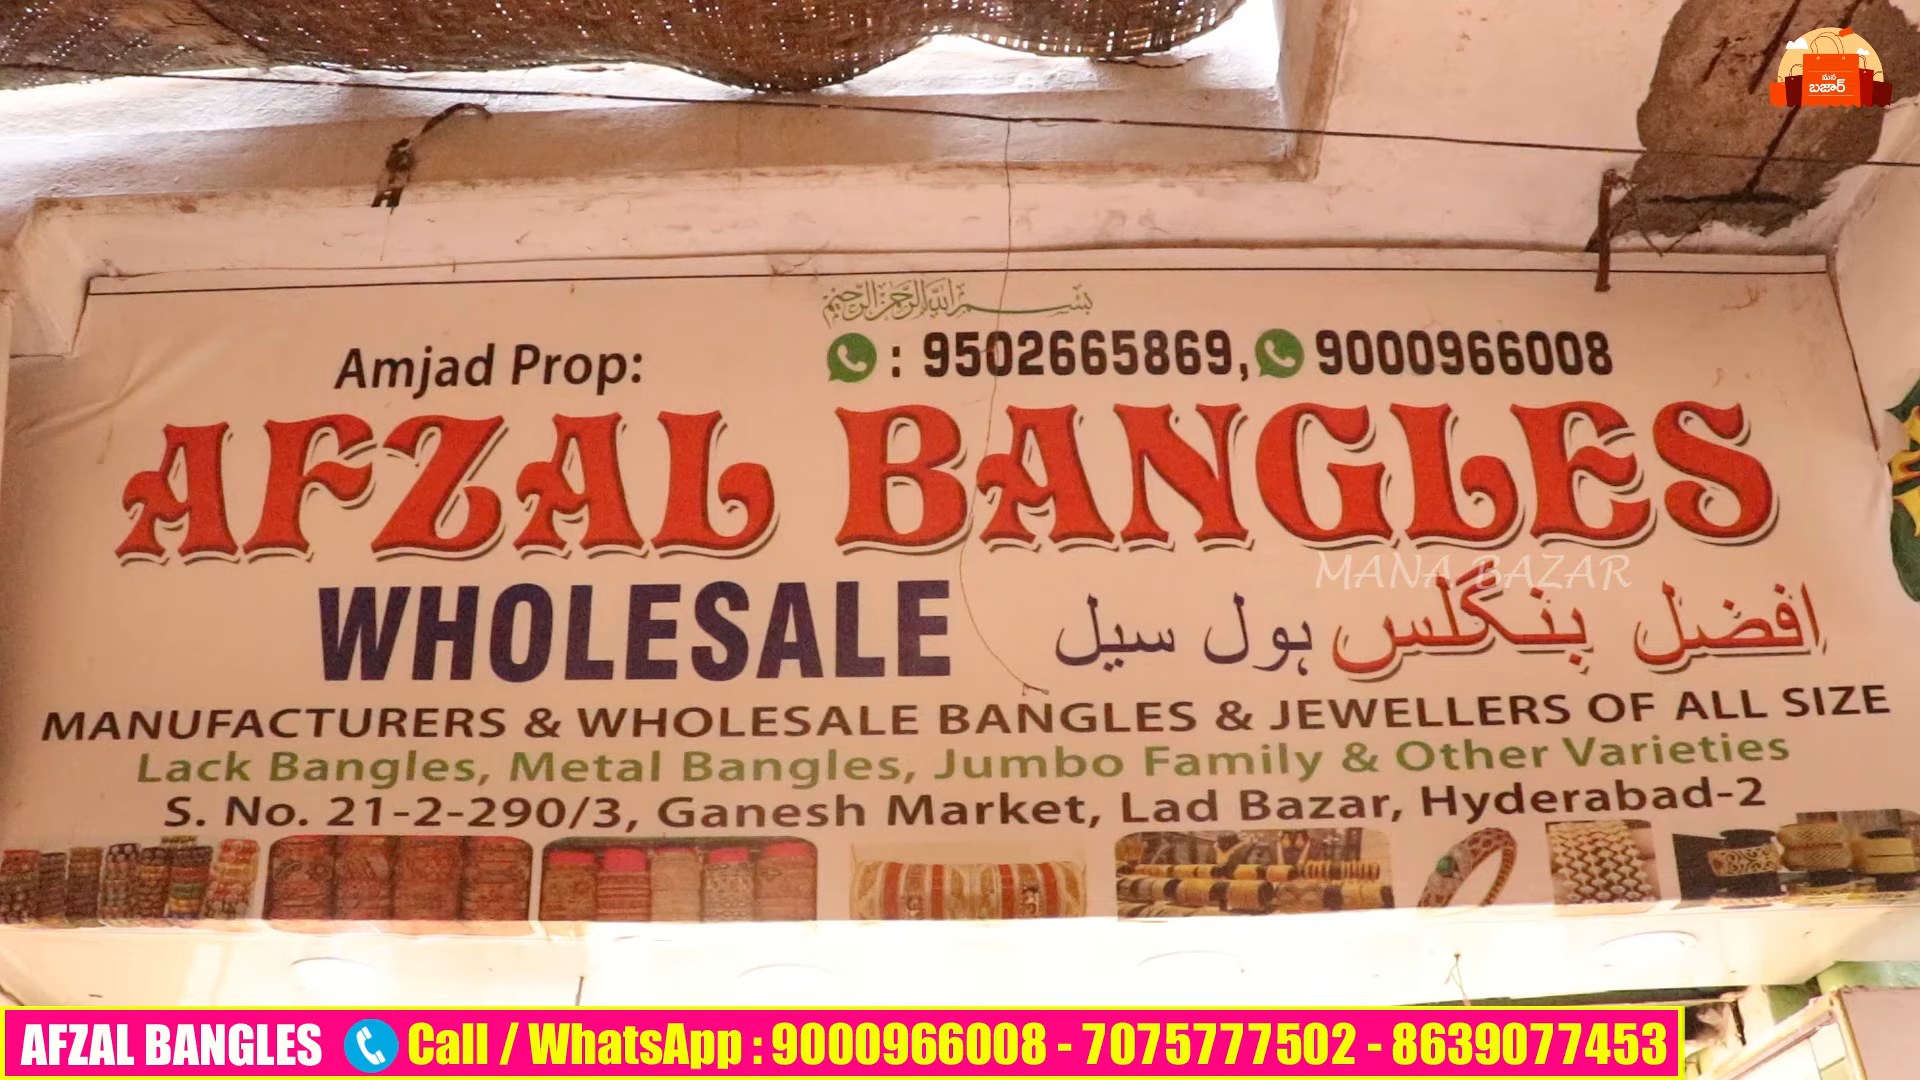 మన
బజార్
بسم الله الرحمن الرحيم
Amjad Prop: : 9502665869, 9000966008
AFZAL BANGLES
MANA BAZAR
WHOLESALE افضل بنگلس ہول سیل
MANUFACTURERS & WHOLESALE BANGLES & JEWELLERS OF ALL SIZE
Lack Bangles, Metal Bangles, Jumbo Family & Other Varieties
S. No. 21-2-290/3, Ganesh Market, Lad Bazar, Hyderabad-2
AFZAL BANGLES Call / WhatsApp : 9000966008 - 7075777502 - 8639077453